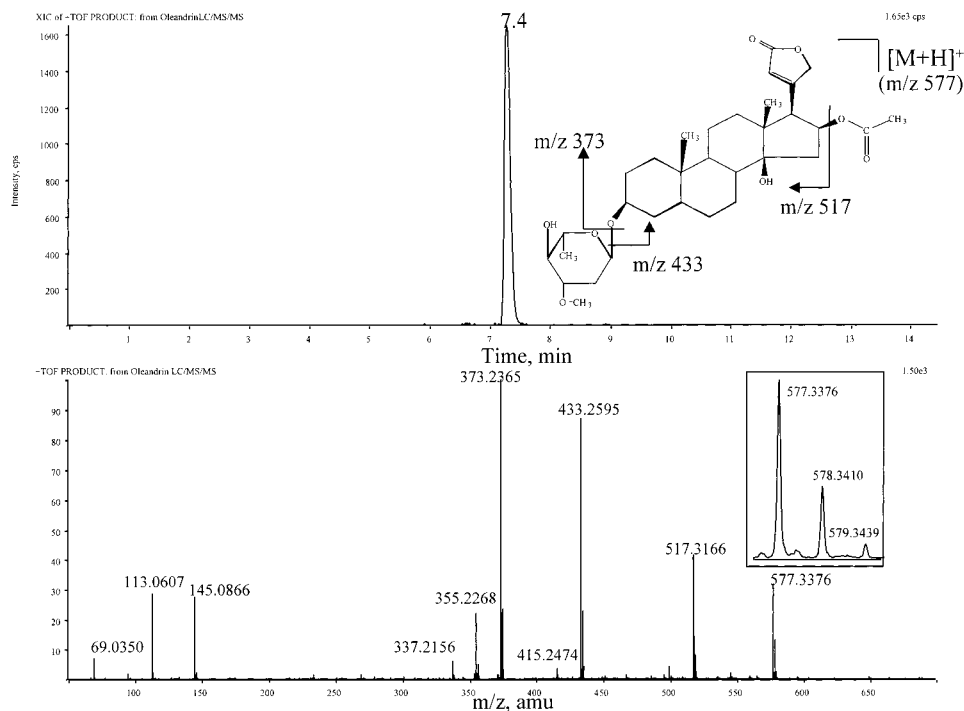 XIC of -TOF PRODUCT: from OleandrinLC/MS/MS
1.65e3 cps
7.4
[M+H]+
(m/z 577)
O
O
CH3
O
CH3
O
CH3
m/z 373
OH
m/z 517
O
OH
O
CH3
m/z 433
O-CH3
Intensity, cps
1600
1400
1200
1000
800
600
400
200
1 2 3 4 5 6 7 8 9 10 11 12 13 14
Time, min
-TOF PRODUCT. from Oleandrin LC/MS/MS
1.50e3
373.2365
433.2595
577.3376
578.3410
579.3439
517.3166
577.3376
113.0607
145.0866
355.2268
69.0350
337.2156
415.2474
90
80
70
60
50
40
30
20
10
50 100 150 200 250 300 350 400 450 500 550 600 650
m/z, amu